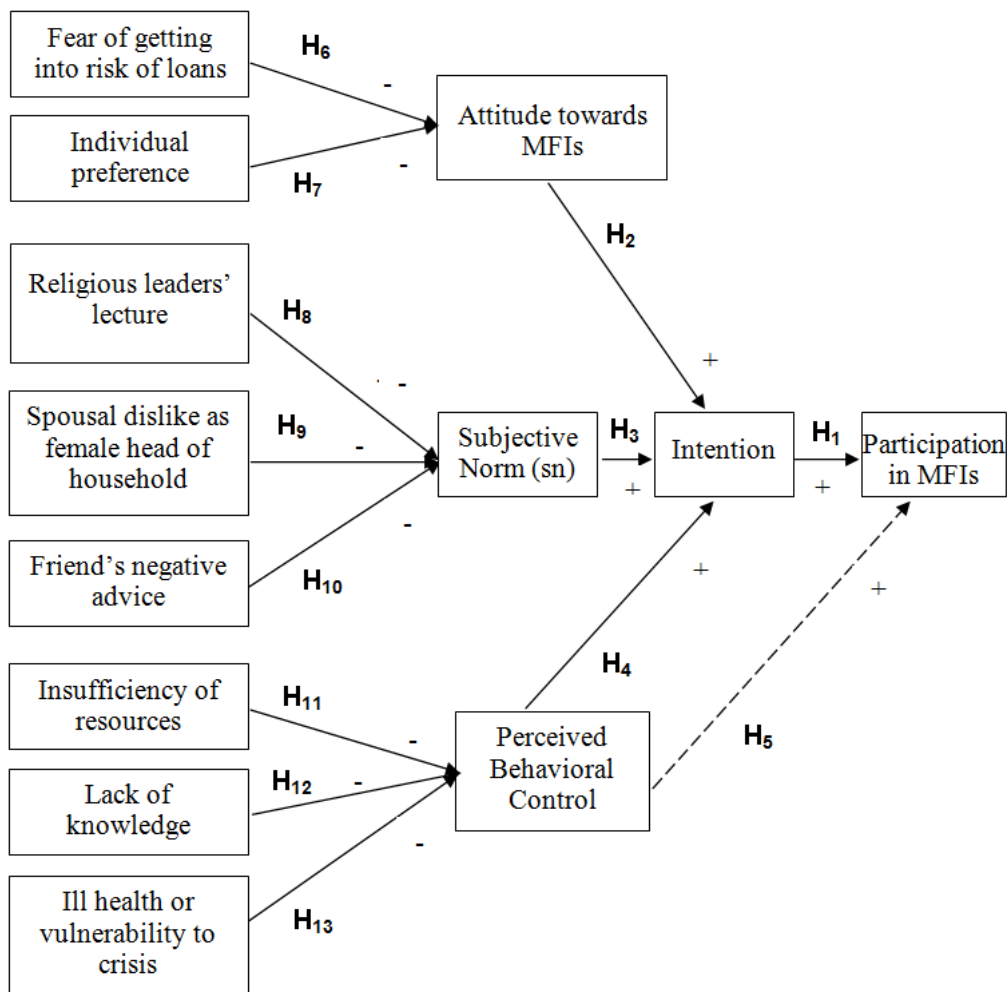 Fear of getting
into risk of loans
H₆
-
Individual
preference
H₇
-
Attitude towards
MFIs
H₂
+
Religious leaders’
lecture
H₈
-
Spousal dislike as
female head of
household
H₉
-
Friend’s negative
advice
H₁₀
-
Subjective
Norm (sn)
H₃
+
Intention
H₁
+
Participation
in MFIs
Insufficiency of
resources
H₁₁
-
Lack of
knowledge
H₁₂
-
Ill health or
vulnerability to
crisis
H₁₃
-
Perceived
Behavioral
Control
H₄
+
H₅
+